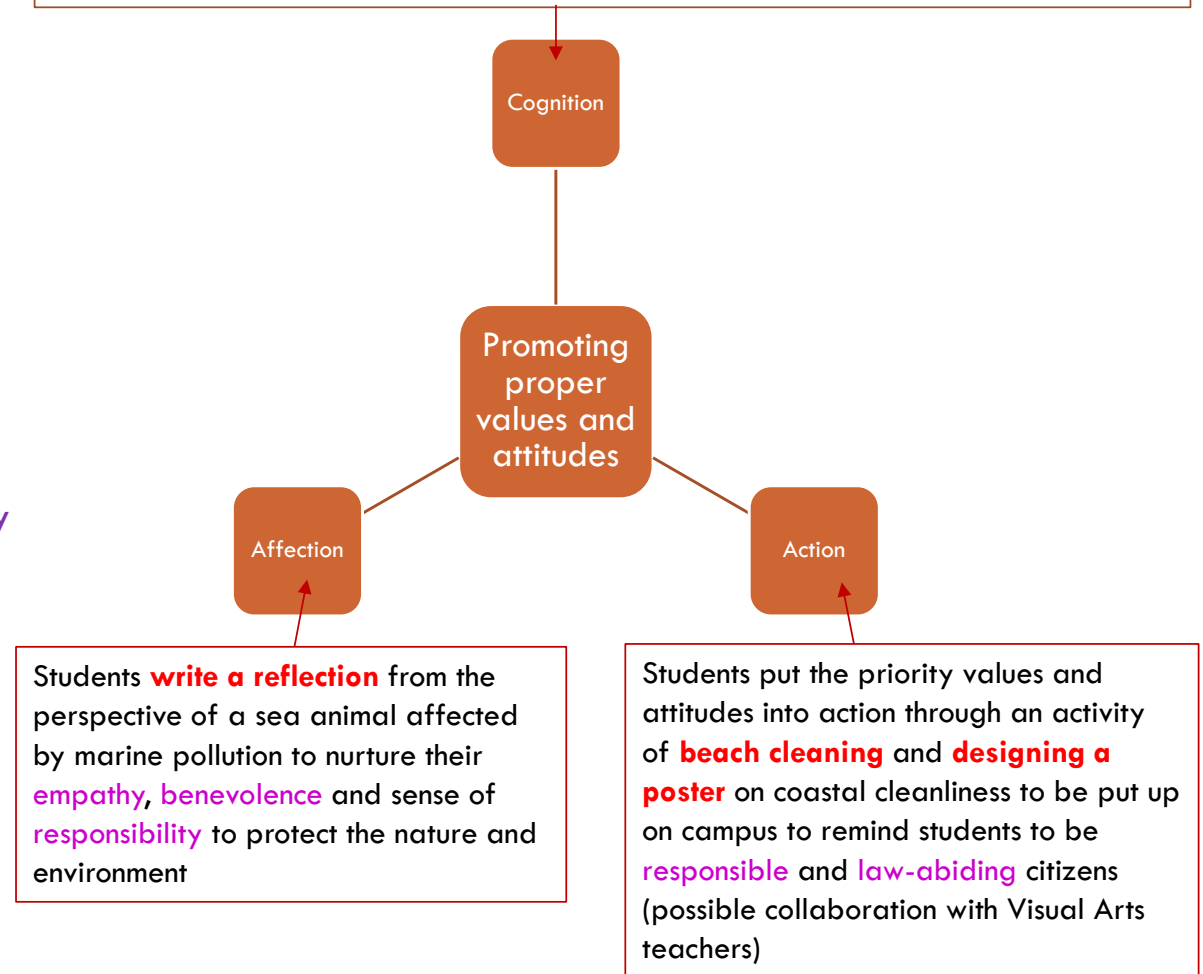 Cognition
Promoting
proper
values and
attitudes
Affection
Action
Students write a reflection from the
perspective of a sea animal affected
by marine pollution to nurture their
empathy, benevolence and sense of
responsibility to protect the nature and
environment
Students put the priority values and
attitudes into action through an activity
of beach cleaning and designing a
poster on coastal cleanliness to be put up
on campus to remind students to be
responsible and law-abiding citizens
(possible collaboration with Visual Arts
teachers)